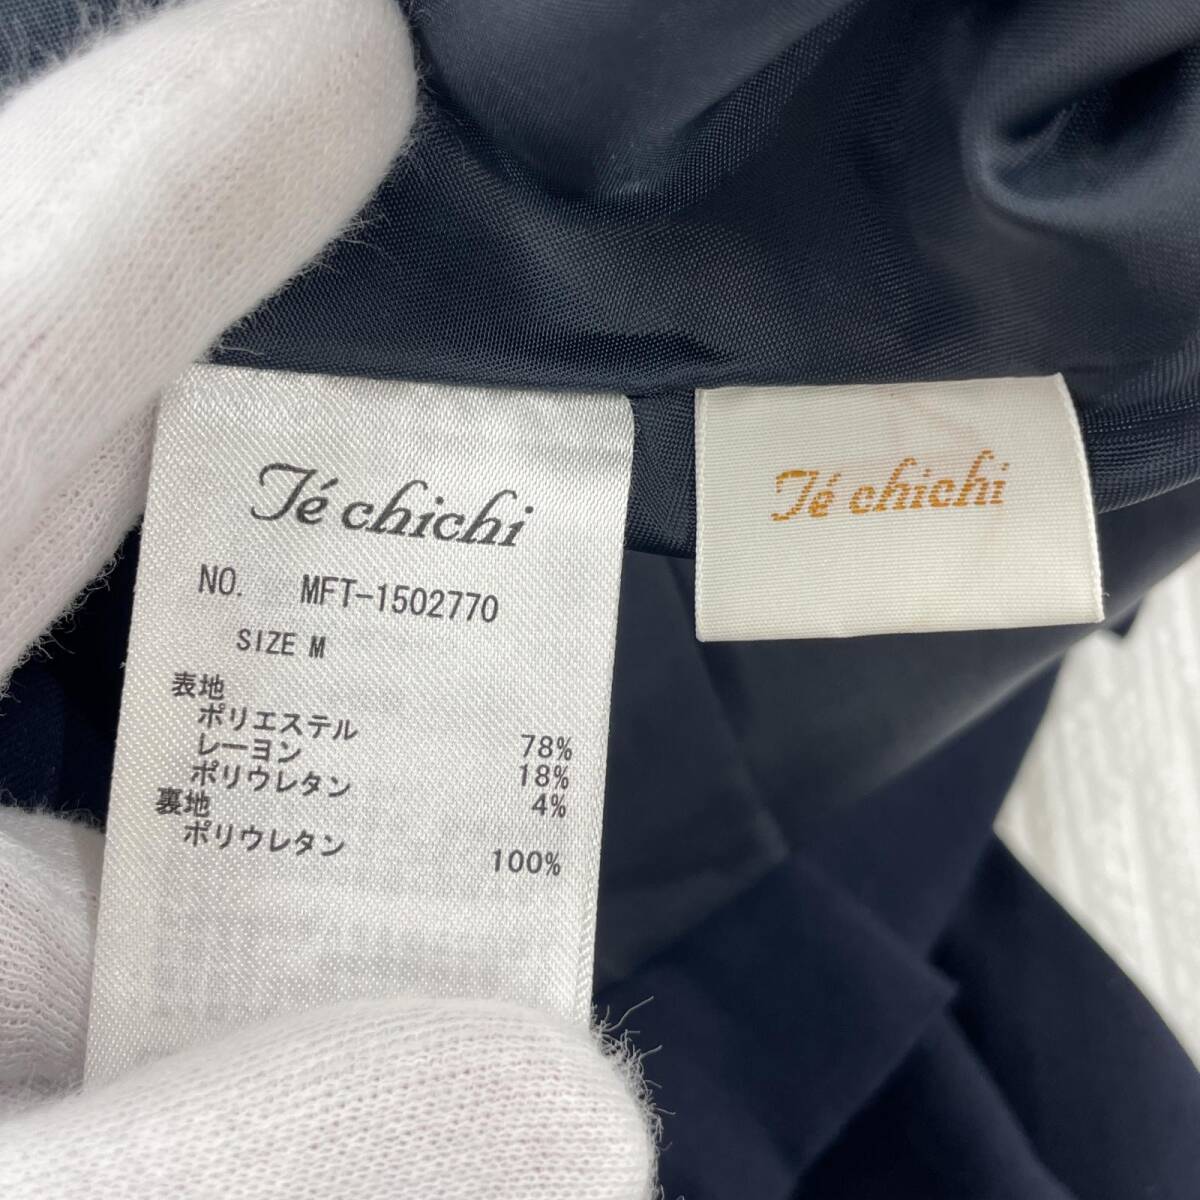 Té chichi
NO. MFT-1502770
SIZE M
表地
ポリエステル 78%
レーヨン 18%
ポリウレタン 4%
裏地
ポリウレタン 100%
Té chichi